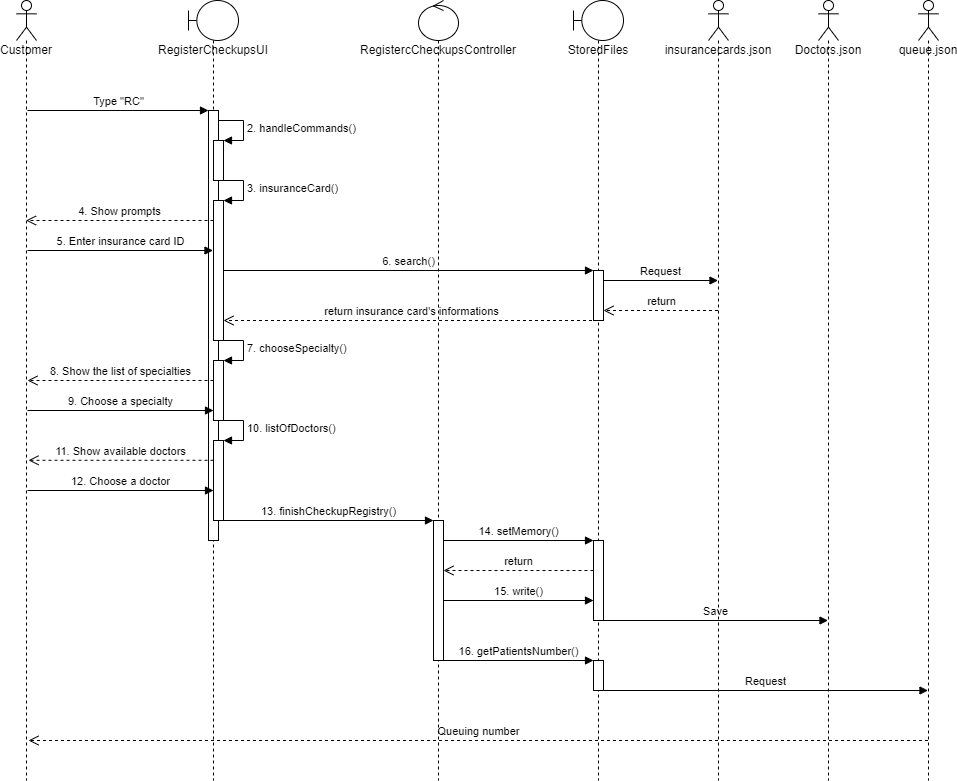 Customer
RegisterCheckupsUI
RegistercCheckupsController
StoredFiles
insurancecards.json
Doctors.json
queue.json
Type "RC"
2. handleCommands()
3. insuranceCard()
4. Show prompts
5. Enter insurance card ID
6. search()
Request
return
return insurance card's informations
7. chooseSpecialty()
8. Show the list of specialties
9. Choose a specialty
10. listOfDoctors()
11. Show available doctors
12. Choose a doctor
13. finishCheckupRegistry()
14. setMemory()
return
15. write()
Save
16. getPatientsNumber()
Request
Queuing number